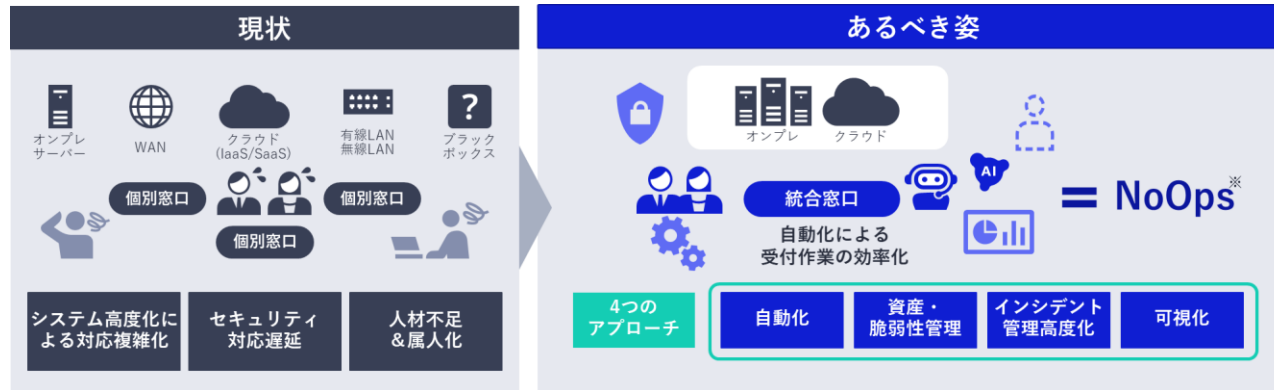 現状
オンプレ
サーバー
WAN
クラウド
(IaaS/SaaS)
有線LAN
無線LAN
?
ブラック
ボックス
個別窓口
個別窓口
個別窓口
システム高度化に
よる対応複雑化
セキュリティ
対応遅延
人材不足
&属人化
あるべき姿
オンプレ
クラウド
統合窓口
AI
自動化による
受付作業の効率化
= NoOps※
4つの
アプローチ
自動化
資産・
脆弱性管理
インシデント
管理高度化
可視化